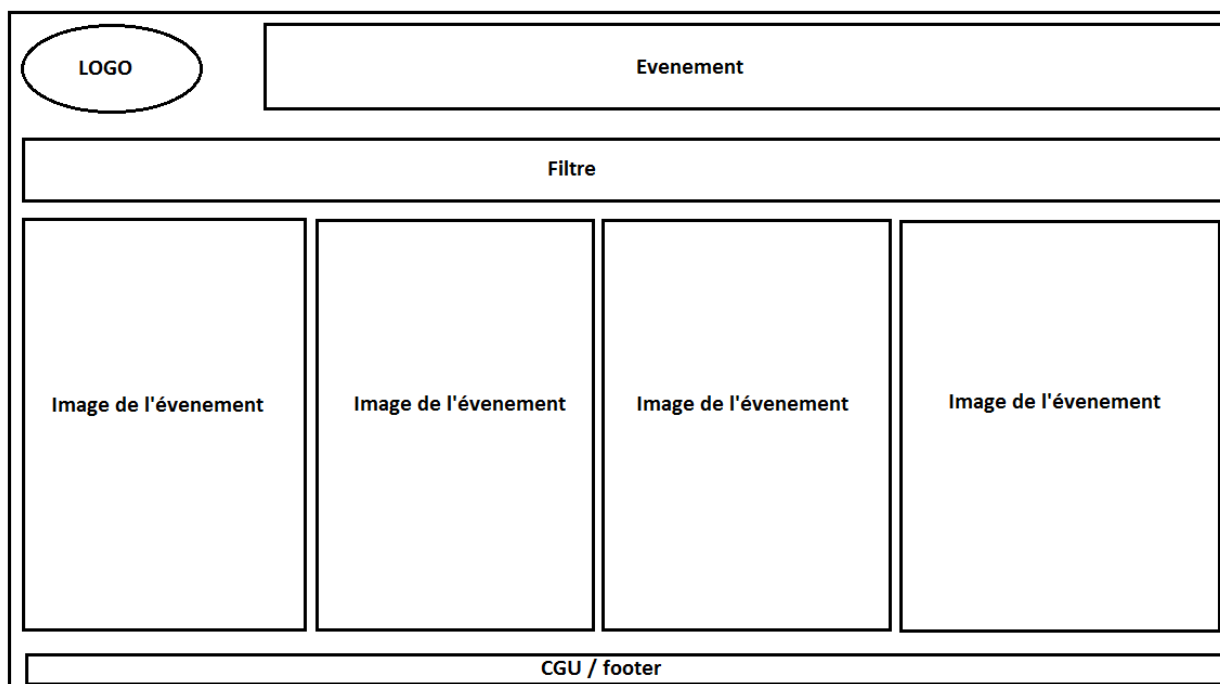 LOGO
Evenement
Filtre
Image de l'évenement
Image de l'évenement
Image de l'évenement
Image de l'évenement
CGU / footer